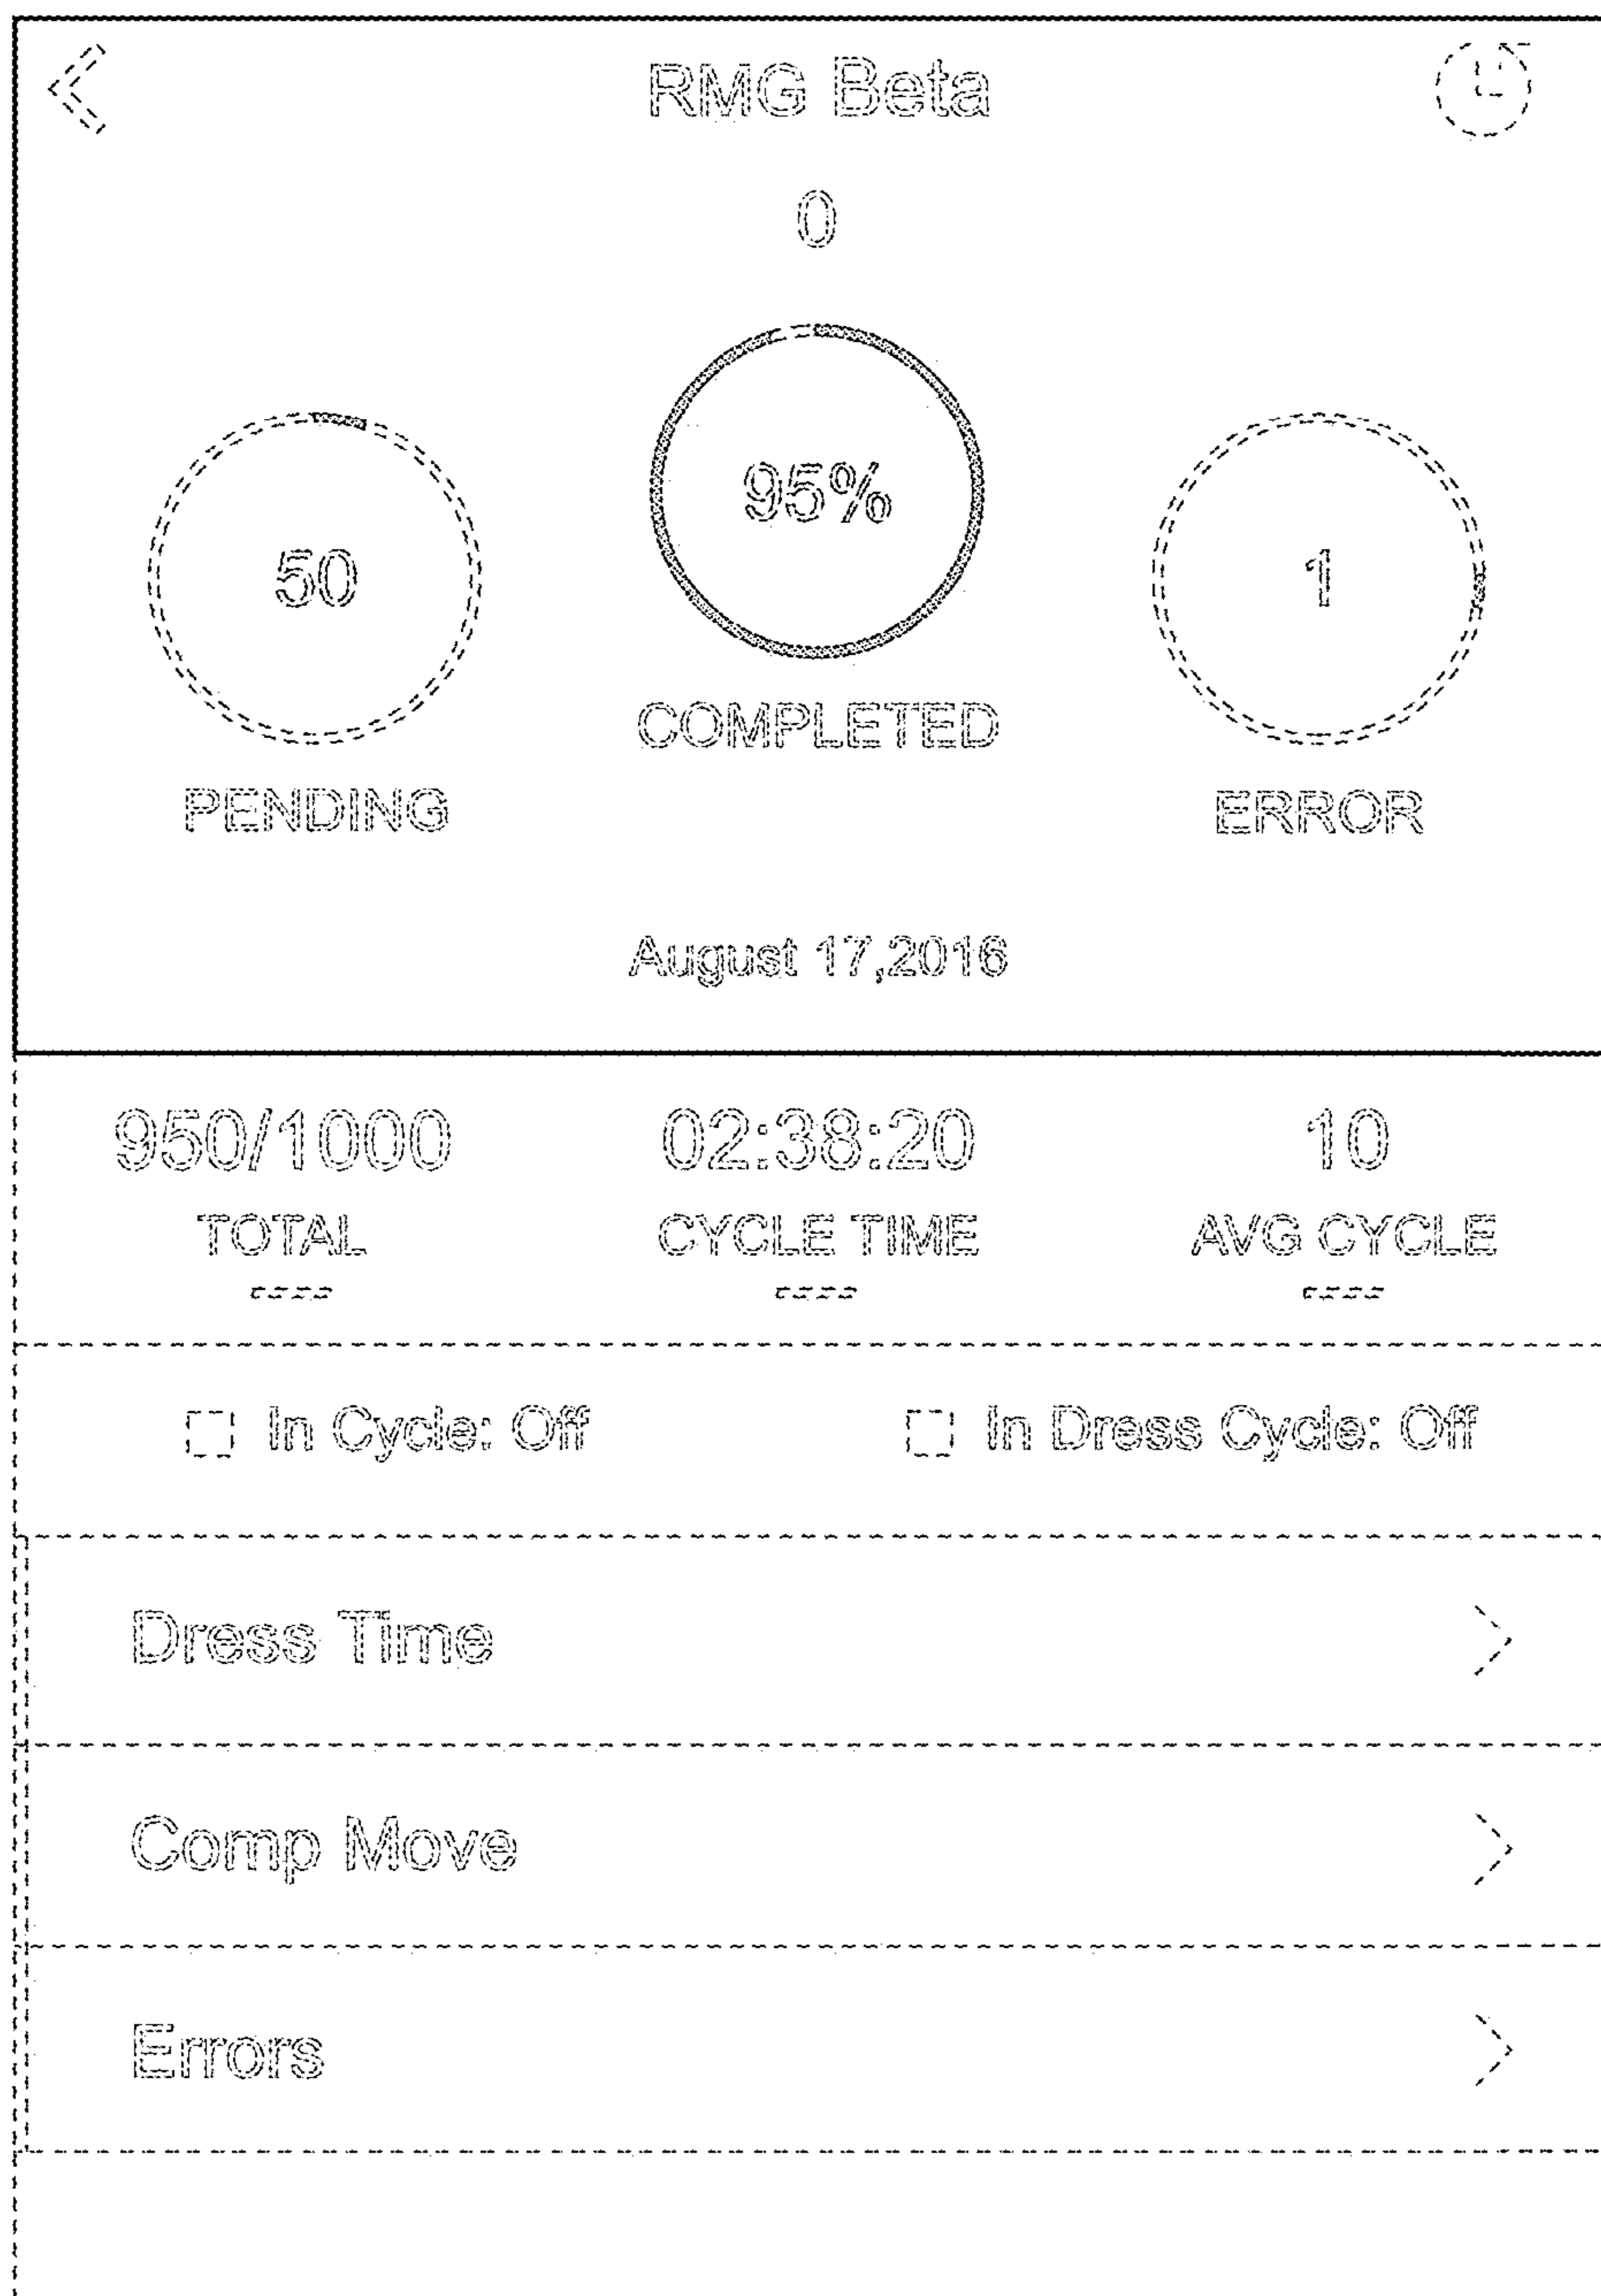 RMG Beta
0
95%
50
1
COMPLETED
PENDING
ERROR
August 17,2016
950/1000 02:38:20 10
TOTAL CYCLE TIME AVG CYCLE
In Cycle: Off In Dress Cycle: Off
Dress Time
Comp Move
Errors